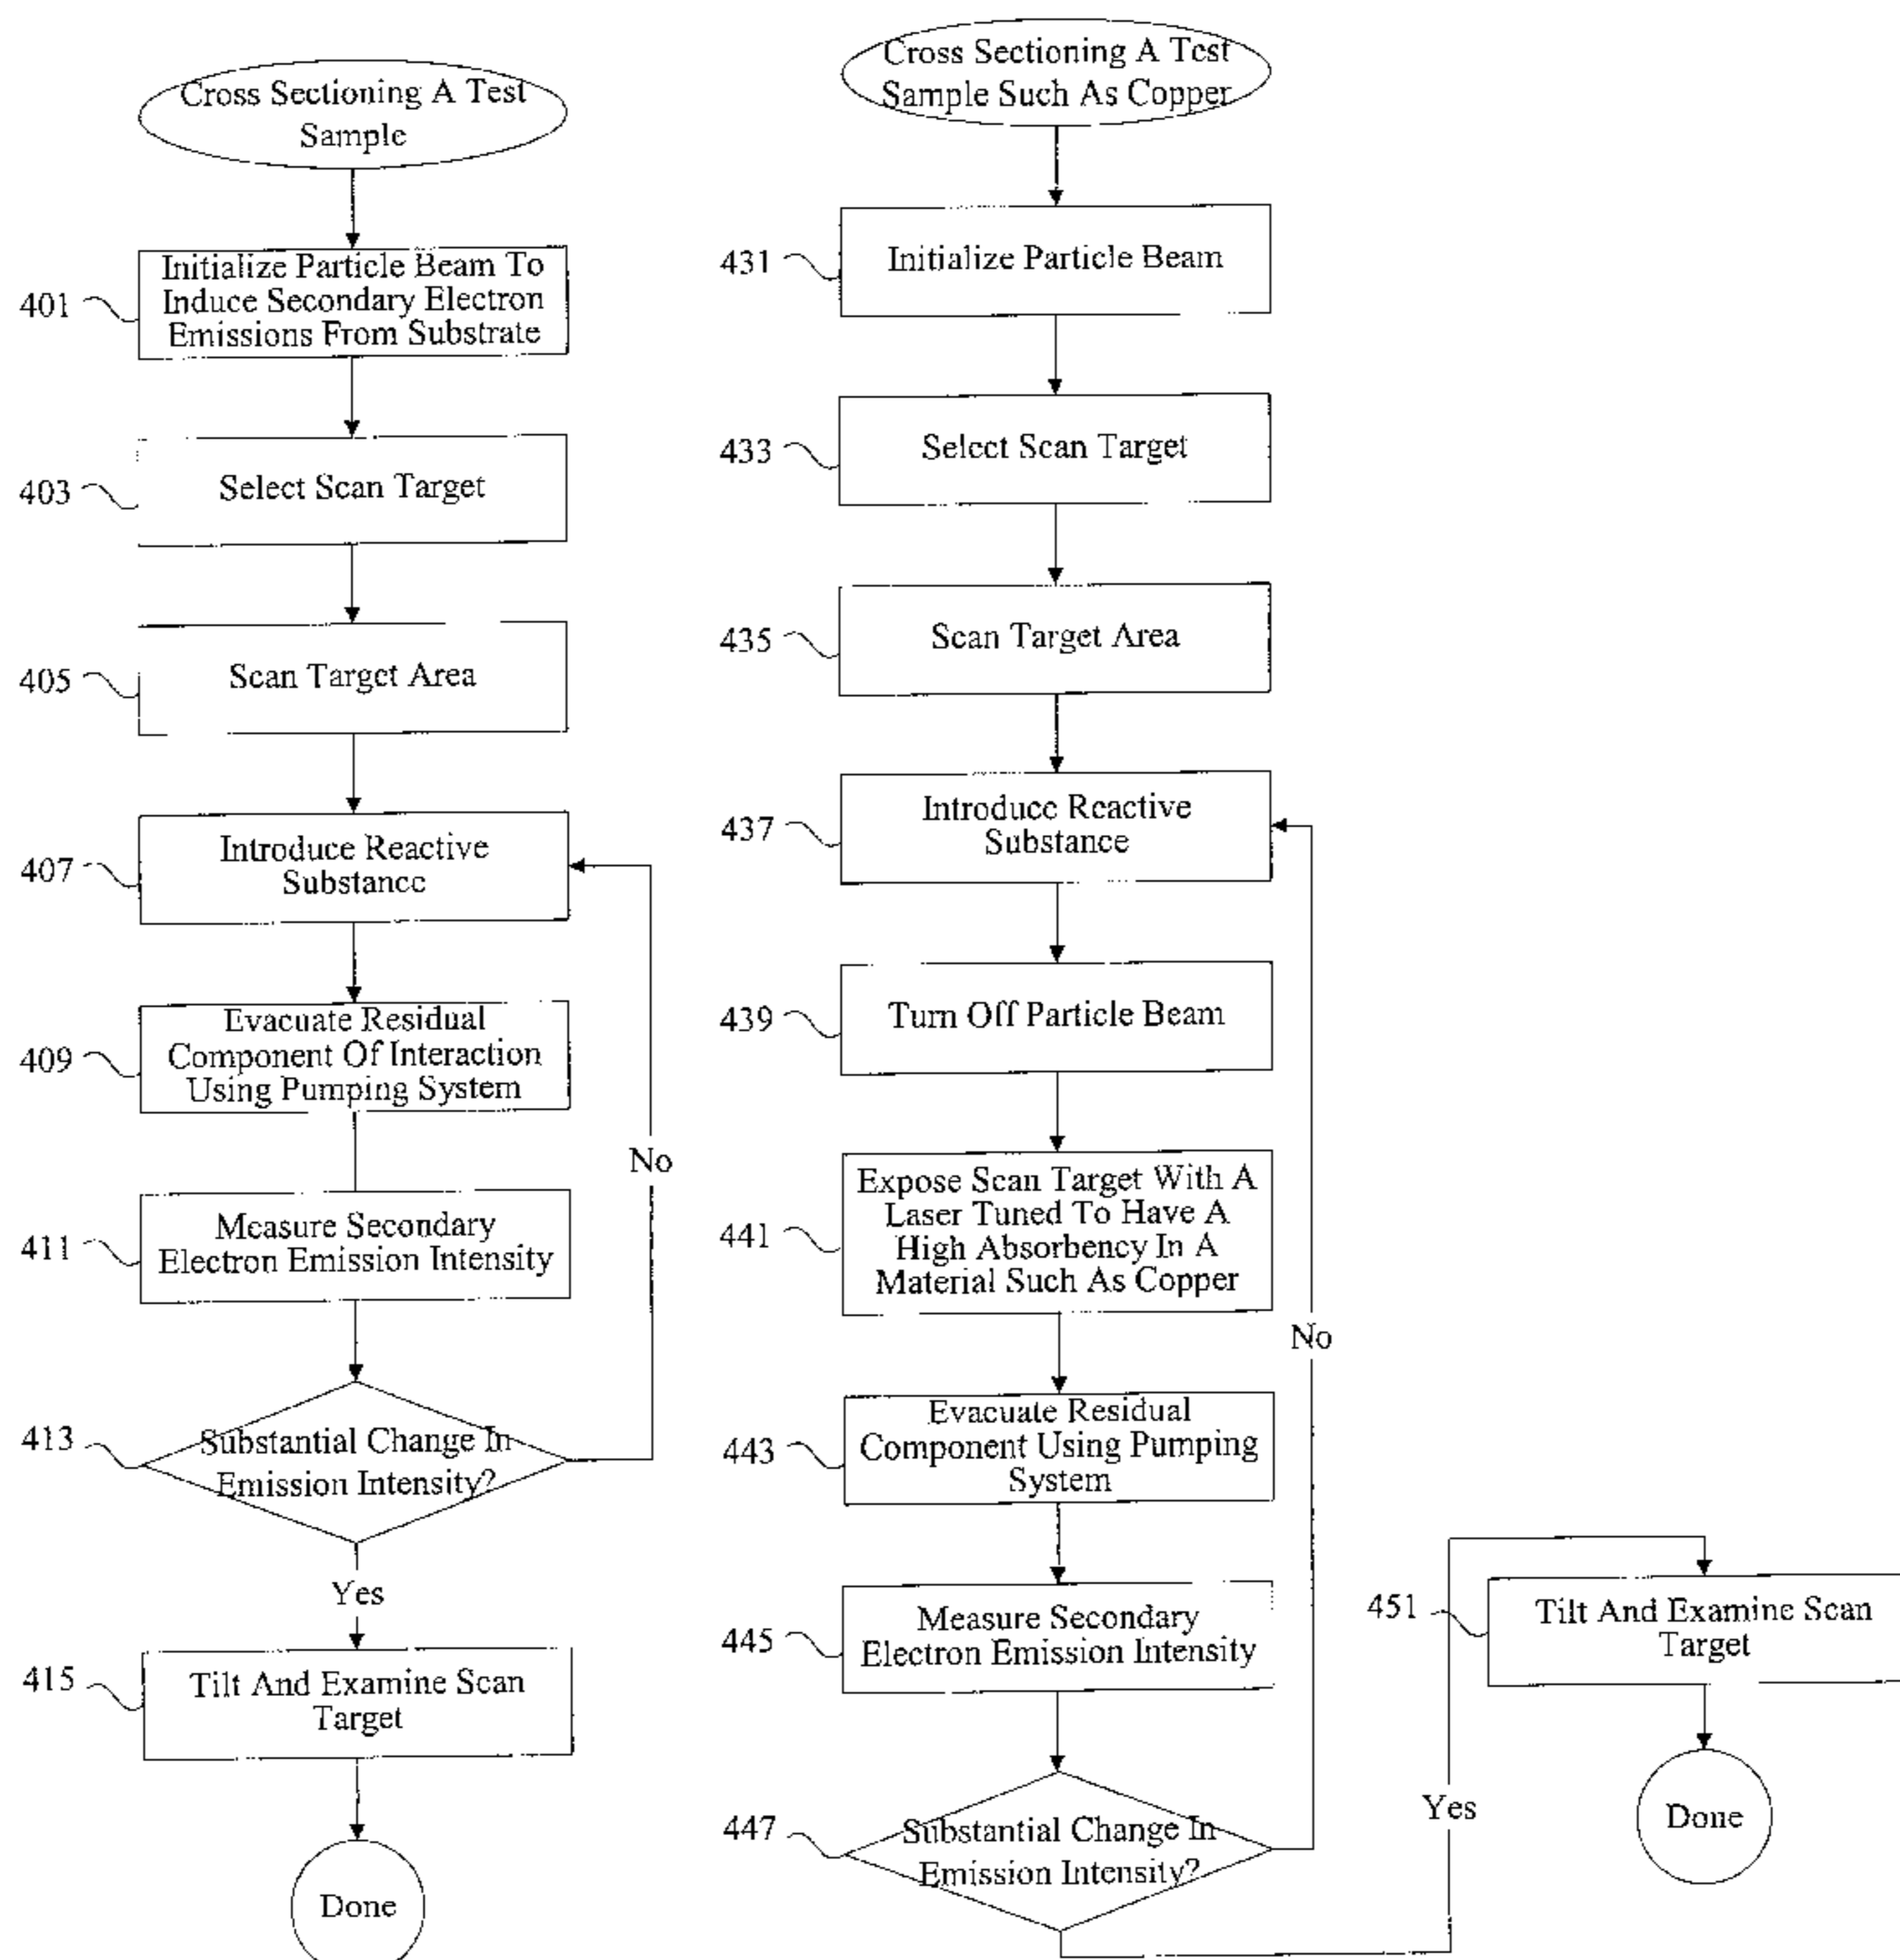 Cross Sectioning A Test
Sample
401
Initialize Particle Beam To
Induce Secondary Electron
Emissions From Substrate
403
Select Scan Target
405
Scan Target Area
407
Introduce Reactive
Substance
409
Evacuate Residual
Component Of Interaction
Using Pumping System
411
Measure Secondary
Electron Emission Intensity
No
413
Substantial Change In
Emission Intensity?
Yes
415
Tilt And Examine Scan
Target
Done
Cross Sectioning A Test
Sample Such As Copper
431
Initialize Particle Beam
433
Select Scan Target
435
Scan Target Area
437
Introduce Reactive
Substance
439
Turn Off Particle Beam
441
Expose Scan Target With A
Laser Tuned To Have A
High Absorbency In A
Material Such As Copper
No
443
Evacuate Residual
Component Using Pumping
System
445
Measure Secondary
Electron Emission Intensity
447
Substantial Change In
Emission Intensity?
Yes
451
Tilt And Examine Scan
Target
Done